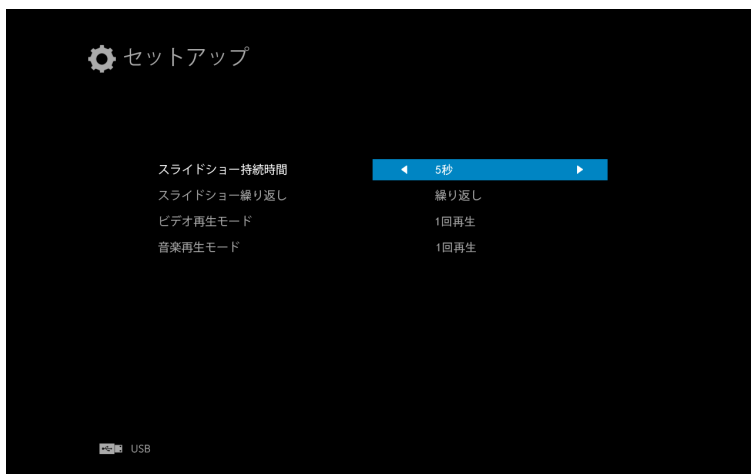 セットアップ
スライドショー持続時間 5秒
スライドショー繰り返し 繰り返し
ビデオ再生モード 1回再生
音楽再生モード 1回再生
USB